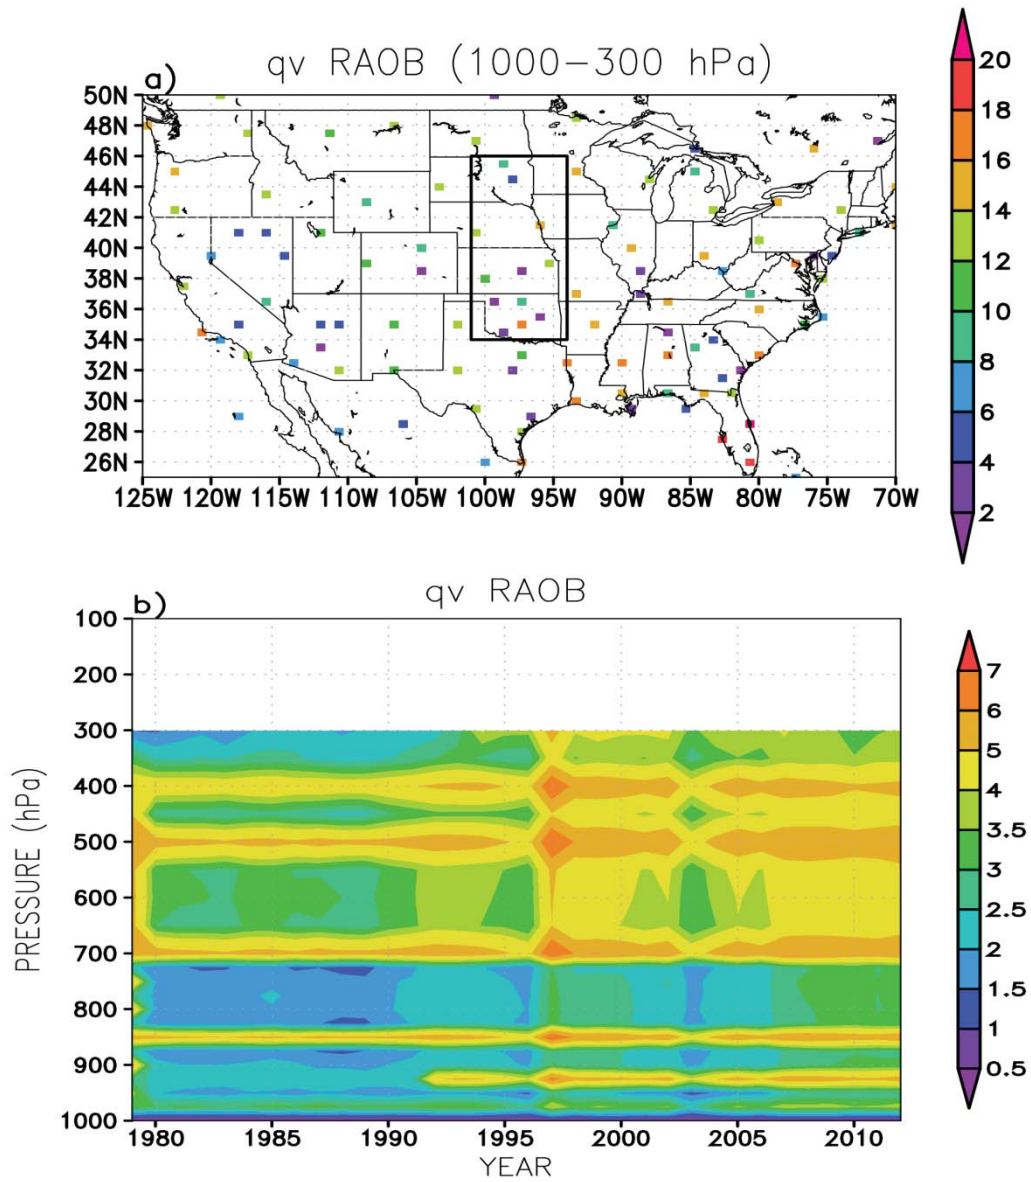 qv RAOB (1000−300 hPa)
a)
50N
48N
46N
44N
42N
40N
38N
36N
34N
32N
30N
28N
26N
125W 120W 115W 110W 105W 100W 95W 90W 85W 80W 75W 70W
20
18
16
14
12
10
8
6
4
2
qv RAOB
b)
PRESSURE (hPa)
100
200
300
400
500
600
700
800
900
1000
1980 1985 1990 1995 2000 2005 2010
YEAR
7
6
5
4
3.5
3
2.5
2
1.5
1
0.5